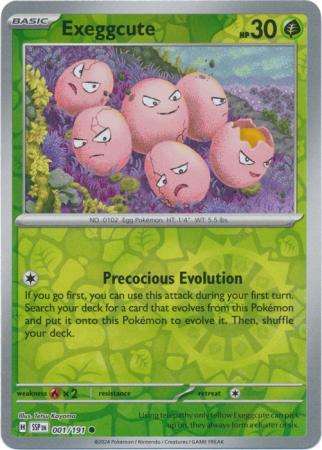 BASIC
Exeggcute
HP 30
NO. 0102 Egg Pokémon HT: 1'4" WT: 5.5 lbs.
Precocious Evolution
If you go first, you can use this attack during your first turn.
Search your deck for a card that evolves from this Pokémon
and put it onto this Pokémon to evolve it. Then, shuffle
your deck.
weakness ×2 resistance retreat
Illus. Tetsu Kayama
H SSP EN 001/191
Using telepathy only fellow Exeggcute can pick
up on, they always form a cluster of six.
©2024 Pokémon / Nintendo / Creatures / GAME FREAK